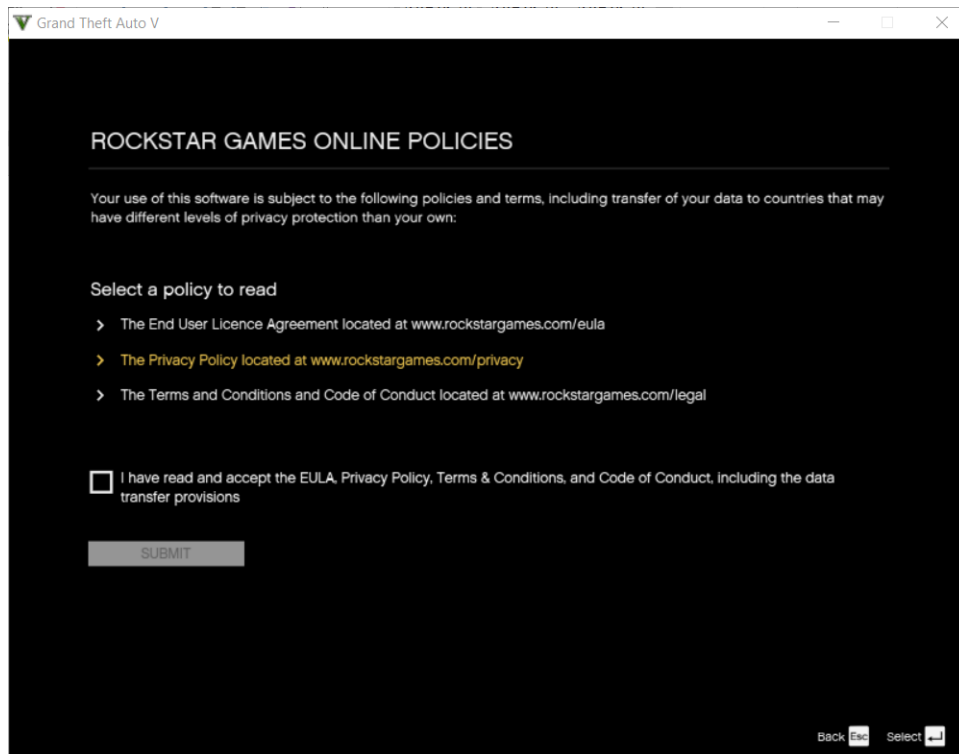 Grand Theft Auto V
ROCKSTAR GAMES ONLINE POLICIES
Your use of this software is subject to the following policies and terms, including transfer of your data to countries that may
have different levels of privacy protection than your own:
Select a policy to read
The End User Licence Agreement located at www.rockstargames.com/eula
The Privacy Policy located at www.rockstargames.com/privacy
The Terms and Conditions and Code of Conduct located at www.rockstargames.com/legal
I have read and accept the EULA, Privacy Policy, Terms & Conditions, and Code of Conduct, including the data
transfer provisions
SUBMIT
Back Esc Select